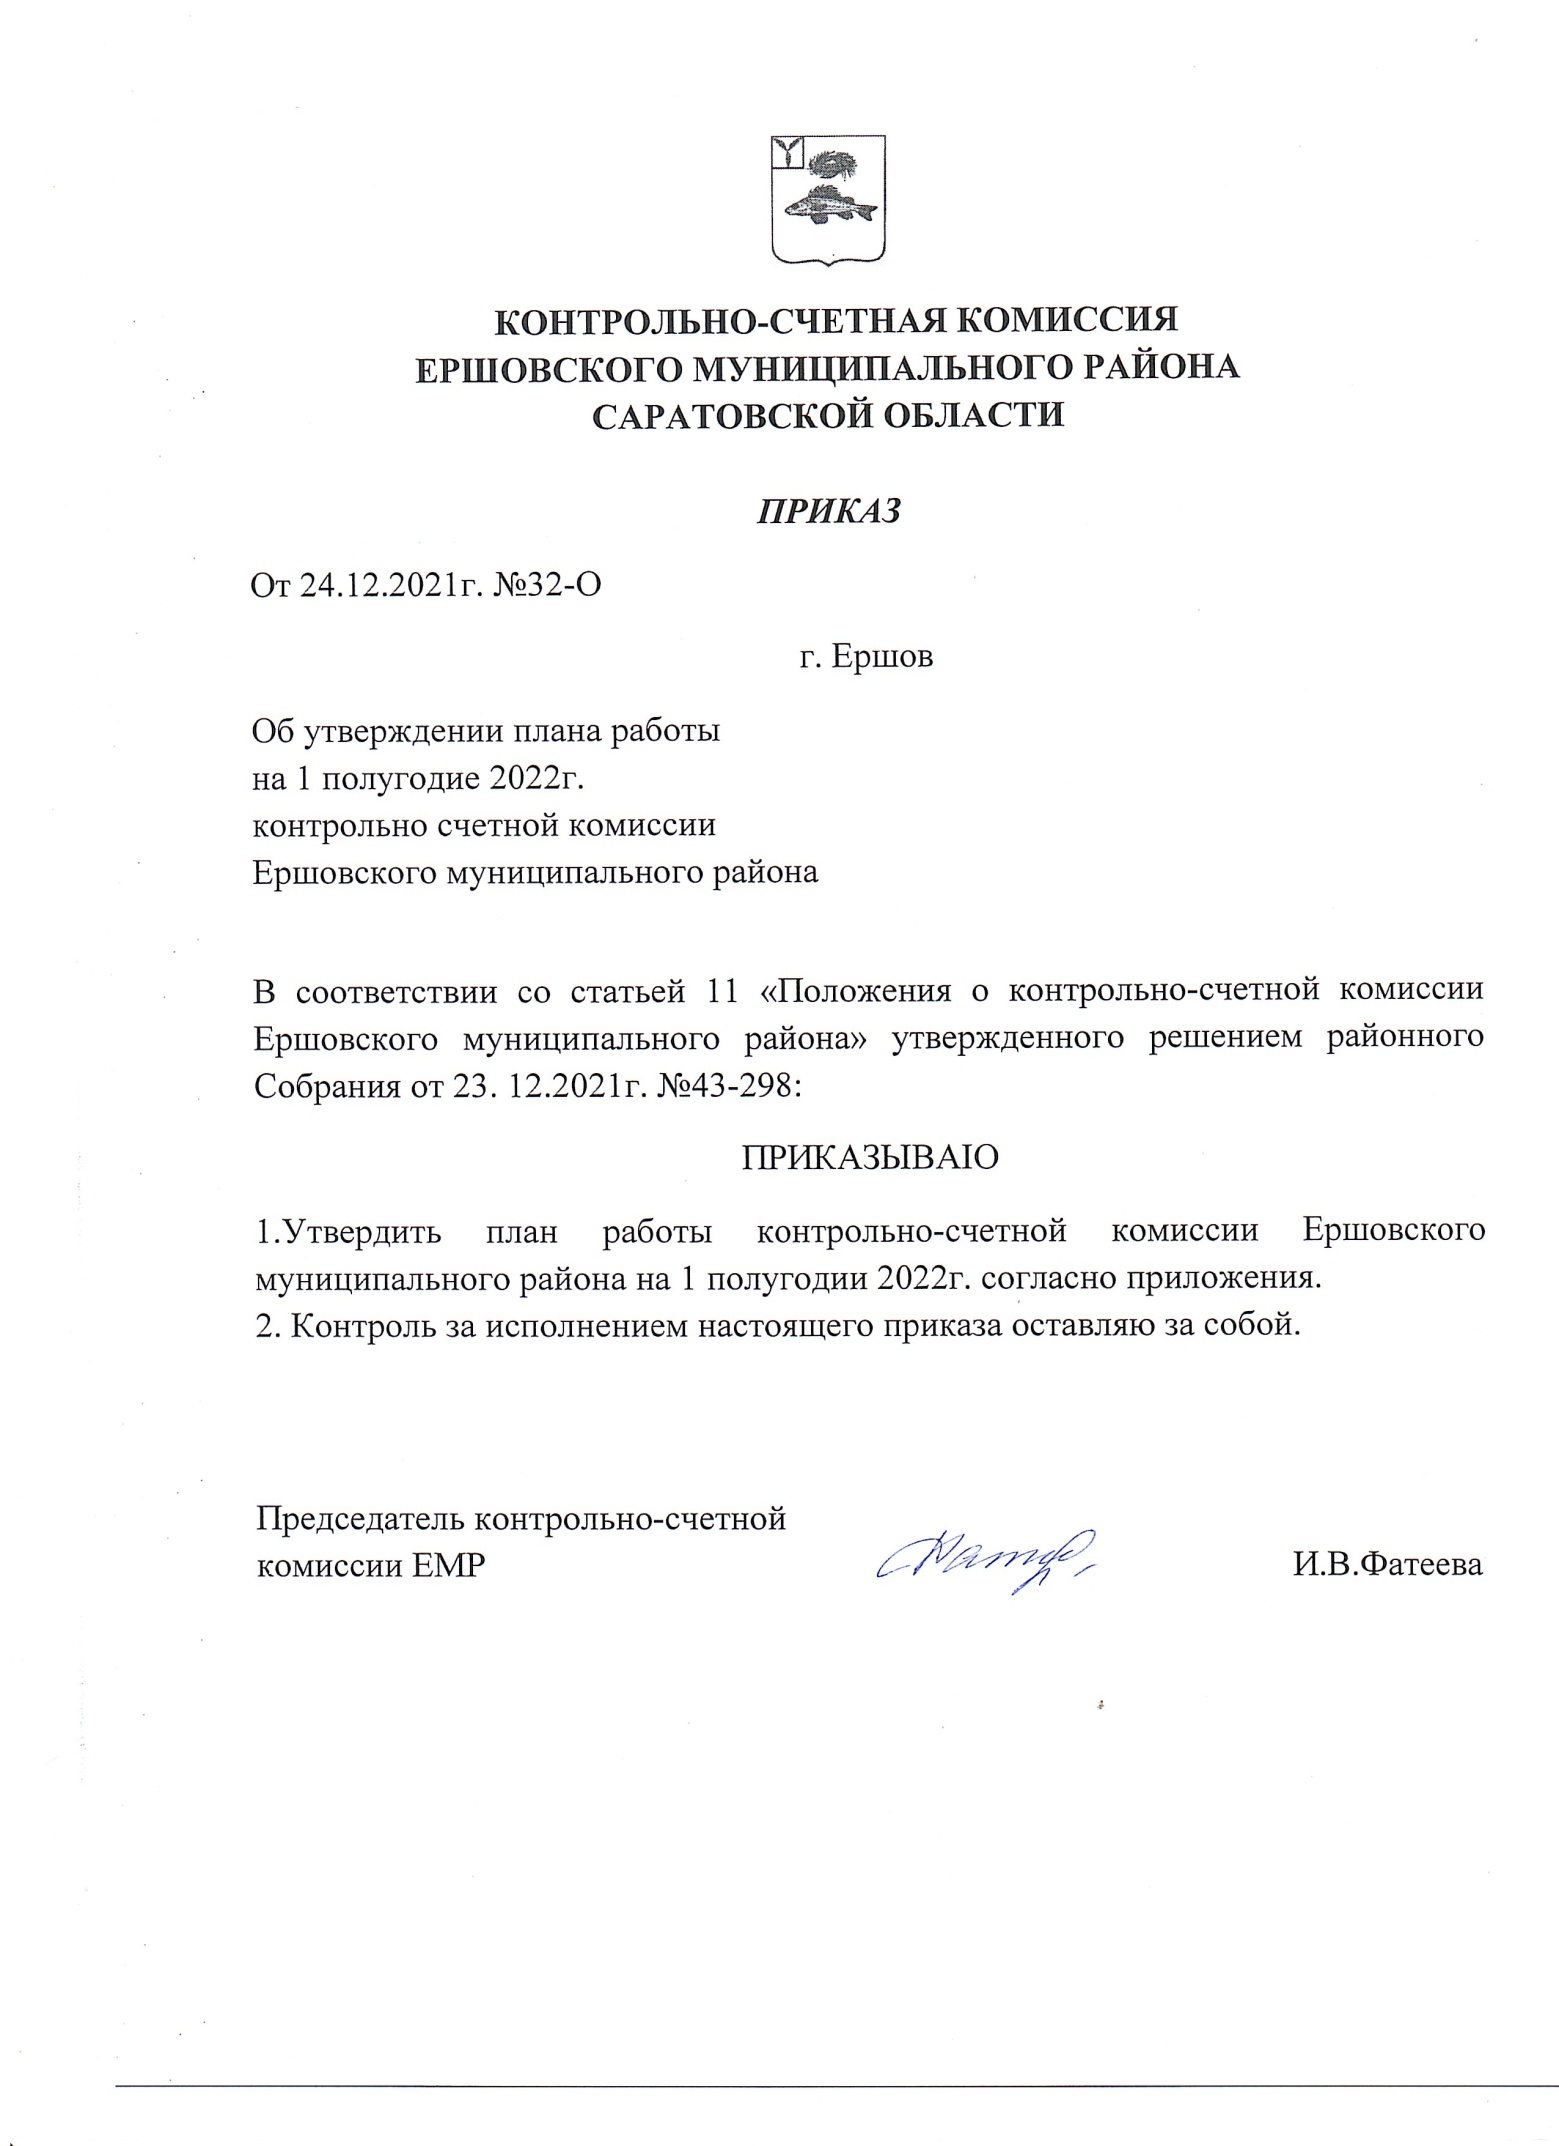 КОНТРОЛЬНО-СЧЕТНАЯ КОМИССИЯ
ЕРШОВСКОГО МУНИЦИПАЛЬНОГО РАЙОНА
САРАТОВСКОЙ ОБЛАСТИ
ПРИКАЗ
От 24.12.2021г. №32-О
г. Ершов
Об утверждении плана работы
на 1 полугодие 2022г.
контрольно счетной комиссии
Ершовского муниципального района
В соответствии со статьей 11 «Положения о контрольно-счетной комиссии
Ершовского муниципального района» утвержденного решением районного
Собрания от 23. 12.2021г. №43-298:
ПРИКАЗЫВАЮ
1.Утвердить план работы контрольно-счетной комиссии Ершовского
муниципального района на 1 полугодии 2022г. согласно приложения.
2. Контроль за исполнением настоящего приказа оставляю за собой.
Председатель контрольно-счетной
комиссии ЕМР И.В.Фатеева